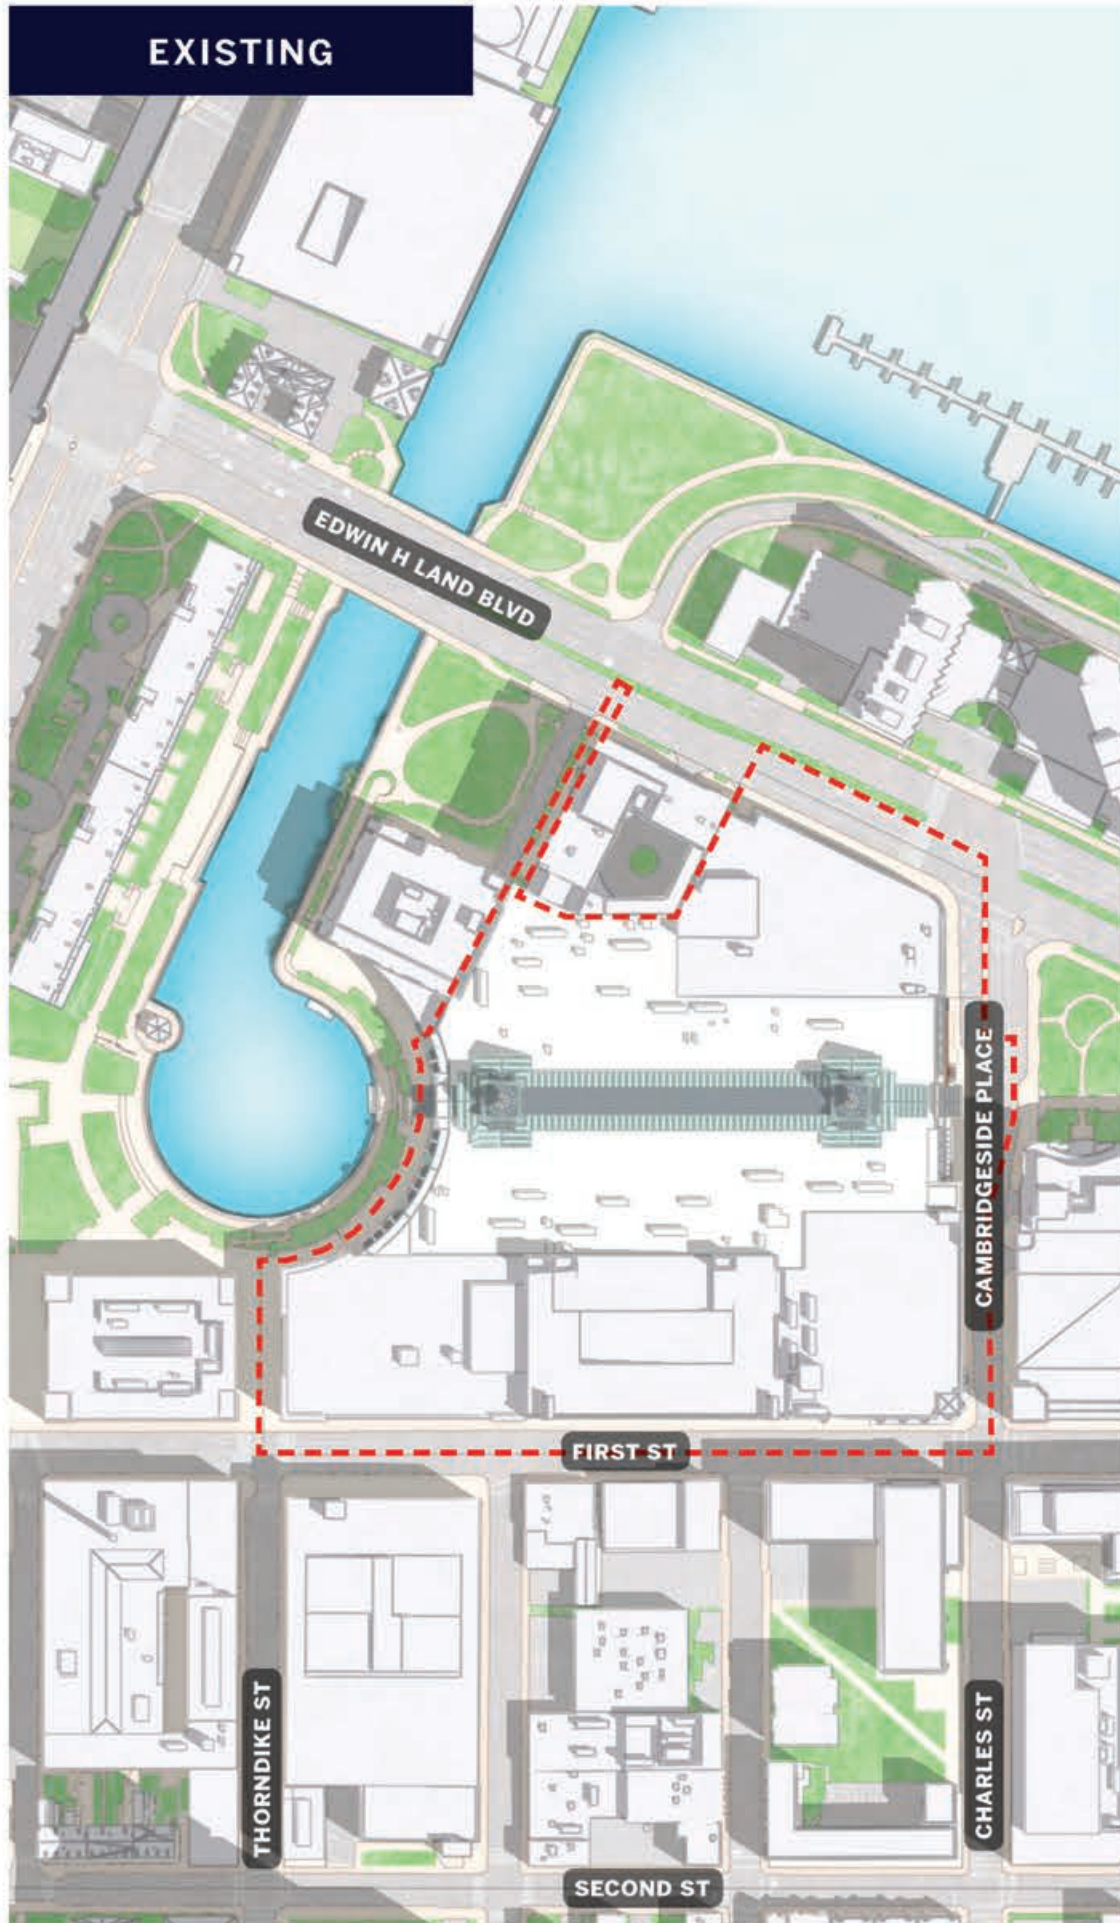 EXISTING
EDWIN H LAND BLVD
CAMBRIDGESIDE PLACE
FIRST ST
THORNDIKE ST
CHARLES ST
SECOND ST